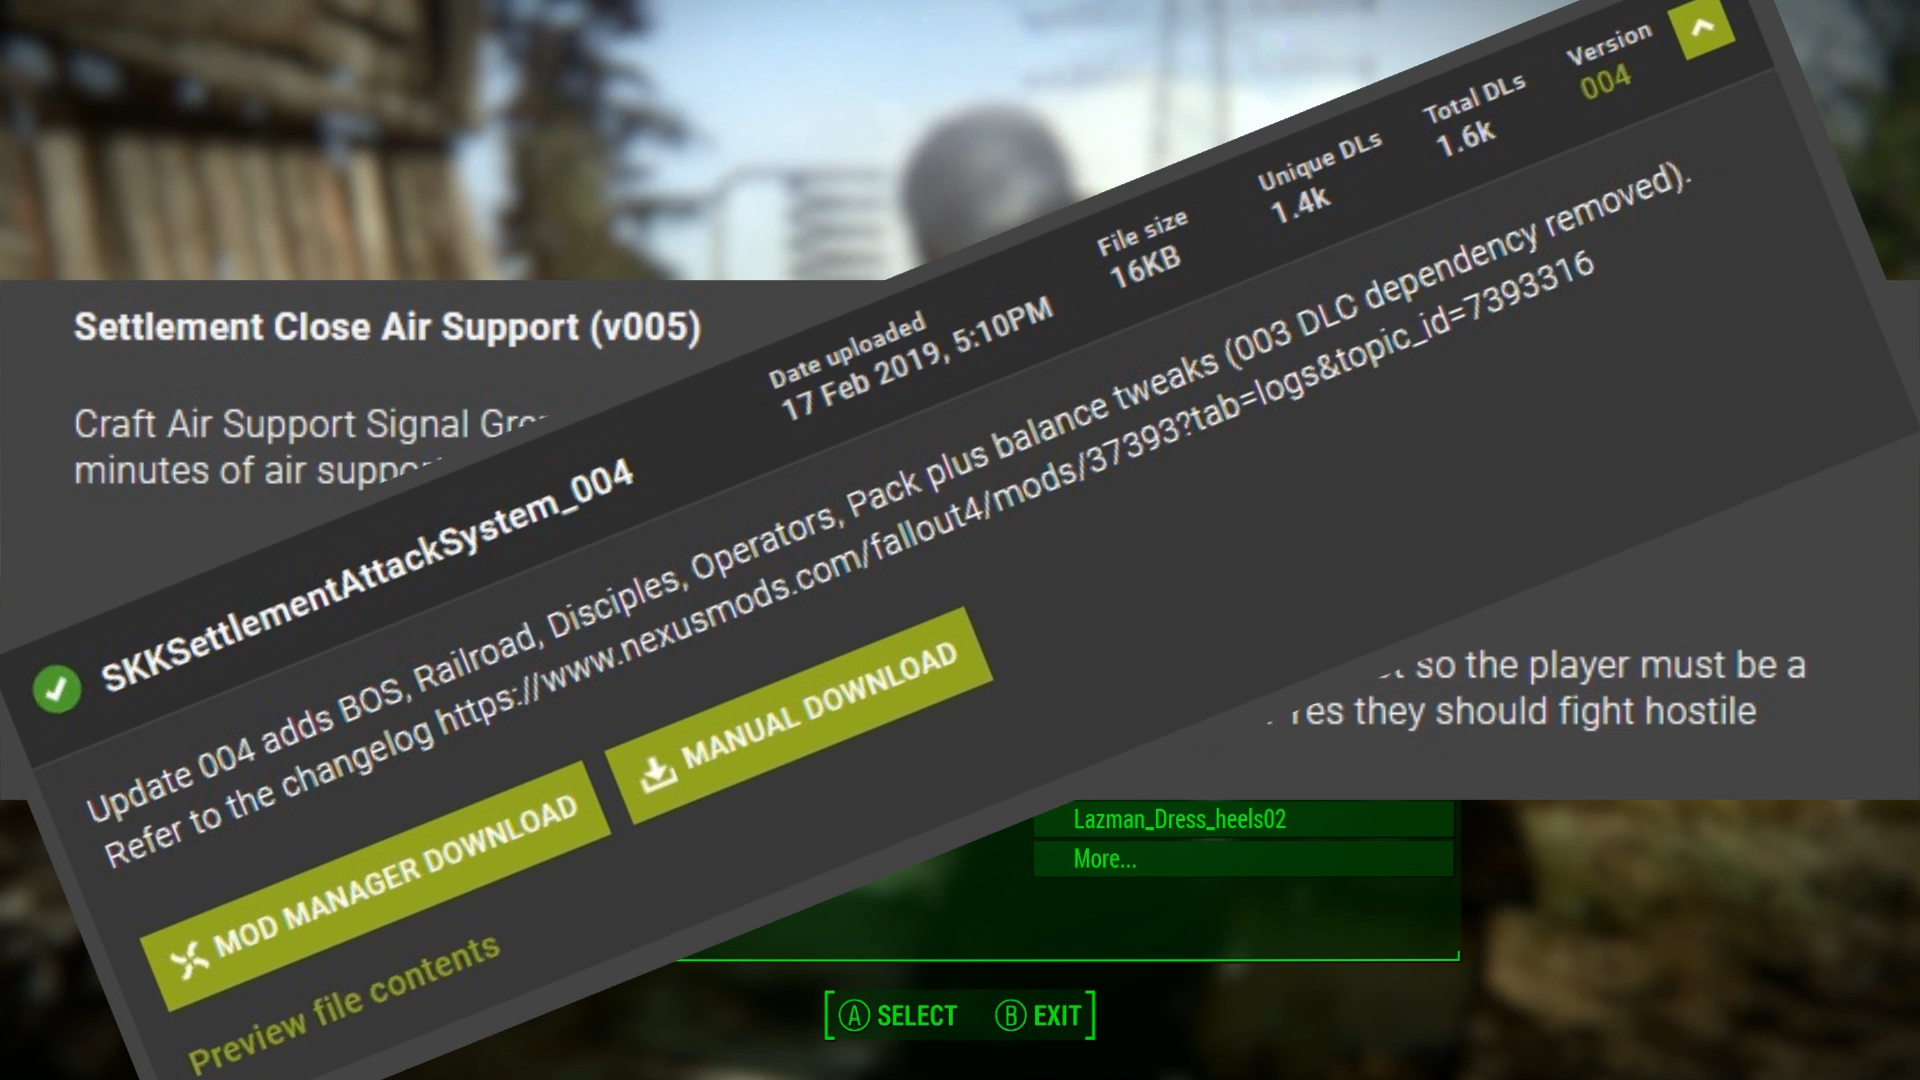 Settlement Close Air Support (v005)
Craft Air Support Signal
minutes of air
SKKSettlementAttackSystem_004
Date uploaded
17 Feb 2019, 5:10PM
File size
16KB
Unique DLs
1.4k
Total DLs
1.6k
Version
004
Update 004 adds BOS, Railroad, Disciples, Operators, Pack plus balance tweaks (003 DLC dependency removed).
Refer to the changelog https://www.nexusmods.com/fallout4/mods/37393?tab=logs&topic_id=7393316
MOD MANAGER DOWNLOAD
MANUAL DOWNLOAD
Preview file contents
so the player must be a
they should fight hostile
Lazman_Dress_heels02
More...
A SELECT B EXIT